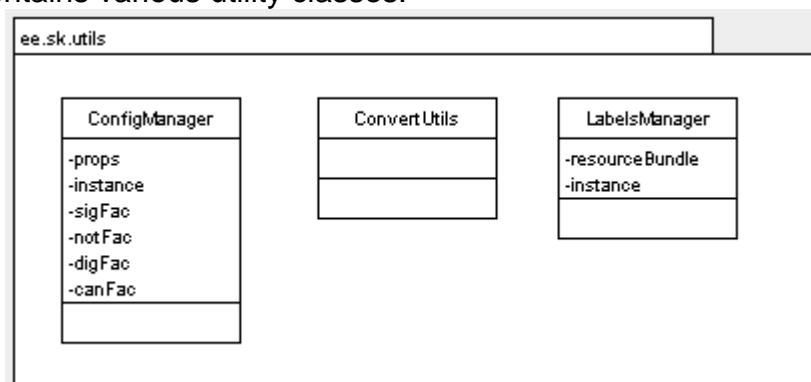 ntains various utility classes.
ee.sk.utils
ConfigManager
-props
-instance
-sigFac
-notFac
-digFac
-canFac
ConvertUtils
LabelsManager
-resourceBundle
-instance